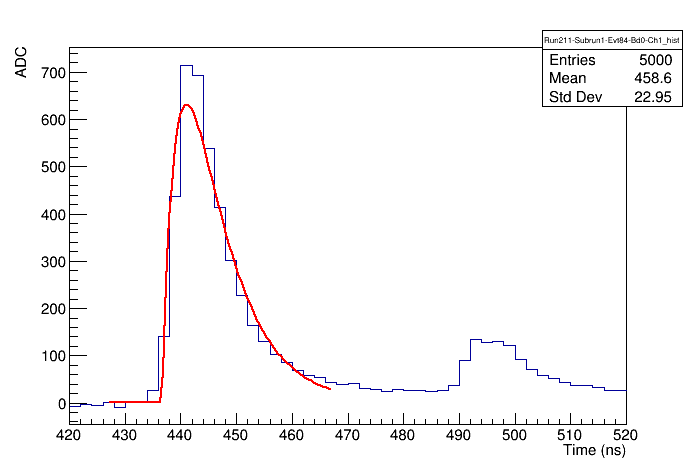 Run211-Subrun1-Evt84-Bd0-Ch1_hist
Entries 5000
Mean 458.6
Std Dev 22.95
ADC
700
600
500
400
300
200
100
0
420 430 440 450 460 470 480 490 500 510 520
Time (ns)